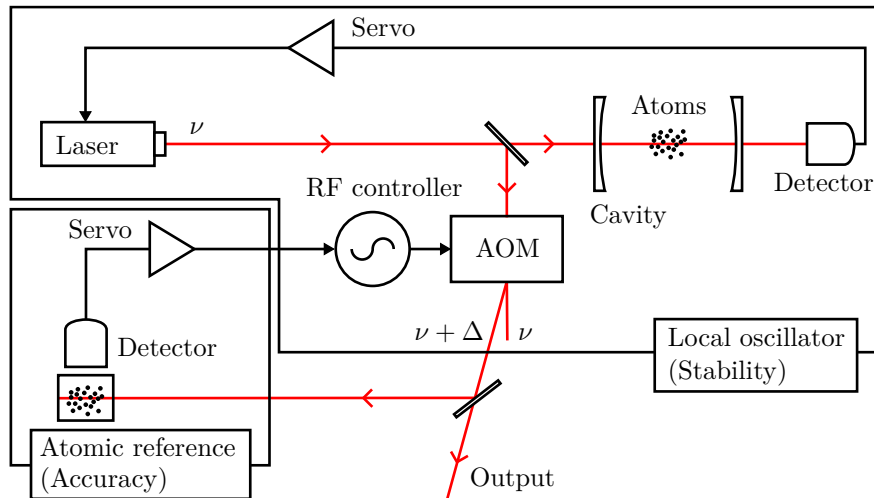 Servo
Laser
ν
Atoms
Detector
Cavity
RF controller
Servo
AOM
ν + Δ
ν
Detector
Local oscillator
(Stability)
Atomic reference
(Accuracy)
Output